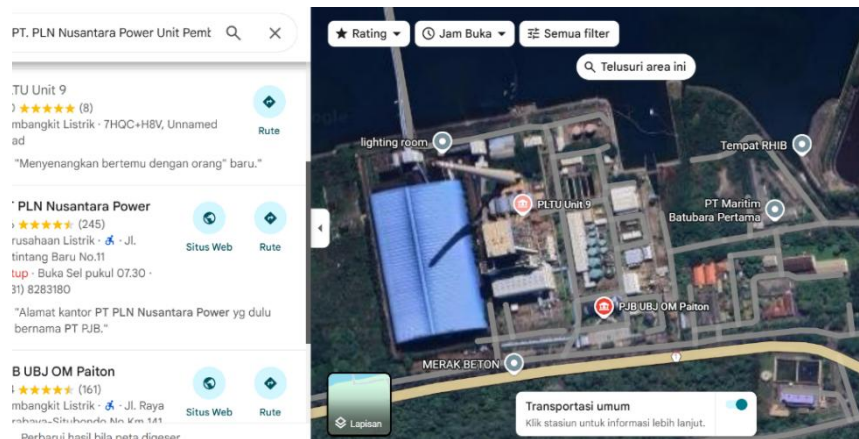 PT. PLN Nusantara Power Unit Pemb
TU Unit 9
(8)
Pembangkit Listrik · 7HQC+H8V, Unnamed
ad
Rute
"Menyenangkan bertemu dengan orang" baru."
PLN Nusantara Power
(245)
rusahaan Listrik · · Jl.
tintang Baru No.11
tup · Buka Sel pukul 07.30 ·
31) 8283180
Situs Web
Rute
"Alamat kantor PT PLN Nusantara Power yg dulu
bernama PT PJB."
B UBJ OM Paiton
(161)
mbangkit Listrik · · Jl. Raya
rabaya-Situbondo No.Km 141
Situs Web
Rute
Perbarui hasil bila peta digeser
Rating
Jam Buka
Semua filter
Telusuri area ini
lighting room
Tempat RHIB
PLTU Unit 9
PT Maritim
Batubara Pertama
PJB UBJ OM Paiton
MERAK BETON
1
Lapisan
Transportasi umum
Klik stasiun untuk informasi lebih lanjut.